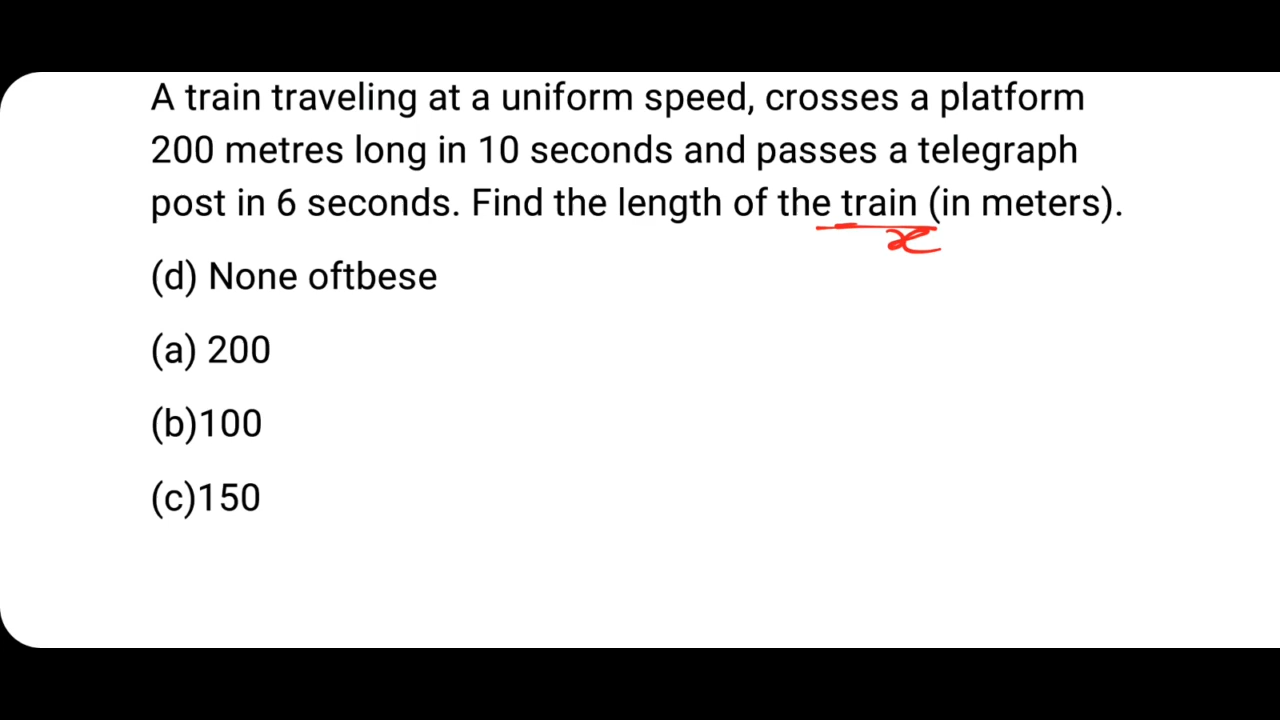 A train traveling at a uniform speed, crosses a platform
200 metres long in 10 seconds and passes a telegraph
post in 6 seconds. Find the length of the train (in meters).
x
(d) None oftbese
(a) 200
(b)100
(c)150